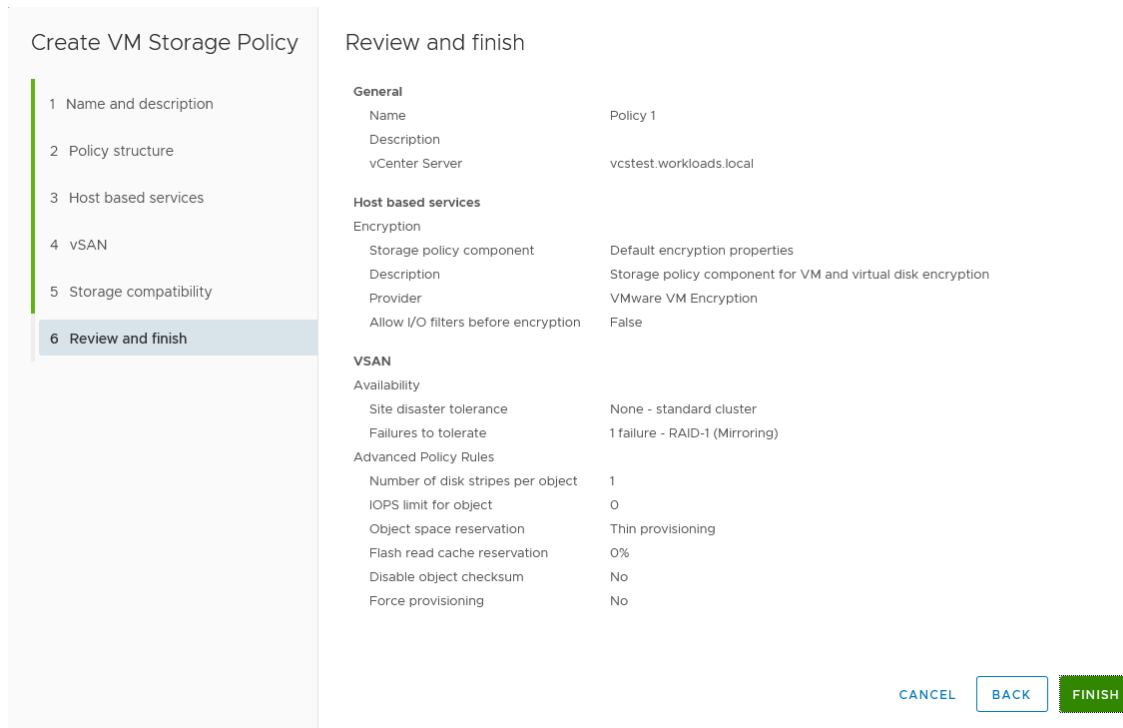 Create VM Storage Policy
1 Name and description
2 Policy structure
3 Host based services
4 vSAN
5 Storage compatibility
6 Review and finish
Review and finish
General
Name Policy 1
Description
vCenter Server vcstest.workloads.local
Host based services
Encryption
Storage policy component Default encryption properties
Description Storage policy component for VM and virtual disk encryption
Provider VMware VM Encryption
Allow I/O filters before encryption False
VSAN
Availability
Site disaster tolerance None - standard cluster
Failures to tolerate 1 failure - RAID-1 (Mirroring)
Advanced Policy Rules
Number of disk stripes per object 1
IOPS limit for object 0
Object space reservation Thin provisioning
Flash read cache reservation 0%
Disable object checksum No
Force provisioning No
CANCEL BACK FINISH